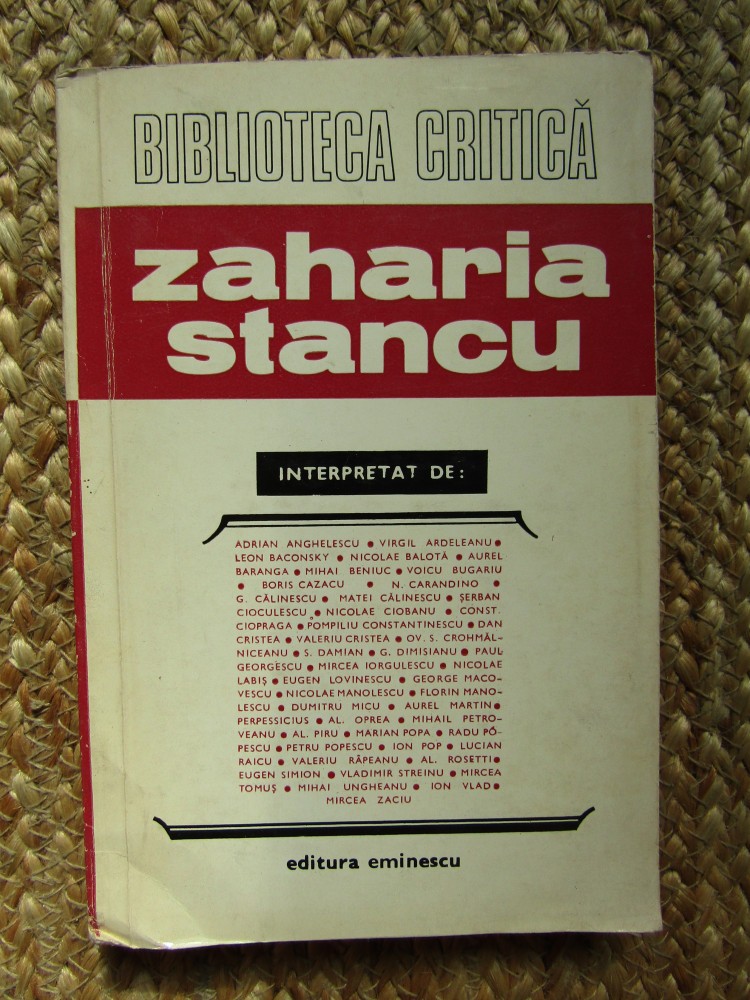 BIBLIOTECA CRITICĂ
zaharia
stancu
INTERPRETAT DE:
ADRIAN ANGHELESCU ● VIRGIL ARDELEANU ●
LEON BACONSKY ● NICOLAE BALOTĂ ● AUREL
BARANGA ● MIHAI BENIUC ● VOICU BUGARIU
● BORIS CAZACU ● N. CARANDINO ●
G. CĂLINESCU ● MATEI CĂLINESCU ● ŞERBAN
CIOCULESCU ● NICOLAE CIOBANU ● CONST.
CIOPRAGA ● POMPILIU CONSTANTINESCU ● DAN
CRISTEA ● VALERIU CRISTEA ● OV. S. CROHMĂL-
NICEANU ● S. DAMIAN ● G. DIMISIANU ● PAUL
GEORGESCU ● MIRCEA IORGULESCU ● NICOLAE
LABIŞ ● EUGEN LOVINESCU ● GEORGE MACO-
VESCU ● NICOLAE MANOLESCU ● FLORIN MANO-
LESCU ● DUMITRU MICU ● AUREL MARTIN ●
PERPESSICIUS ● AL. OPREA ● MIHAIL PETRO-
VEANU ● AL. PIRU ● MARIAN POPA ● RADU PO-
PESCU ● PETRU POPESCU ● ION POP ● LUCIAN
RAICU ● VALERIU RÂPEANU ● AL. ROSETTI ●
EUGEN SIMION ● VLADIMIR STREINU ● MIRCEA
TOMUŞ ● MIHAI UNGHEANU ● ION VLAD ●
MIRCEA ZACIU
editura eminescu